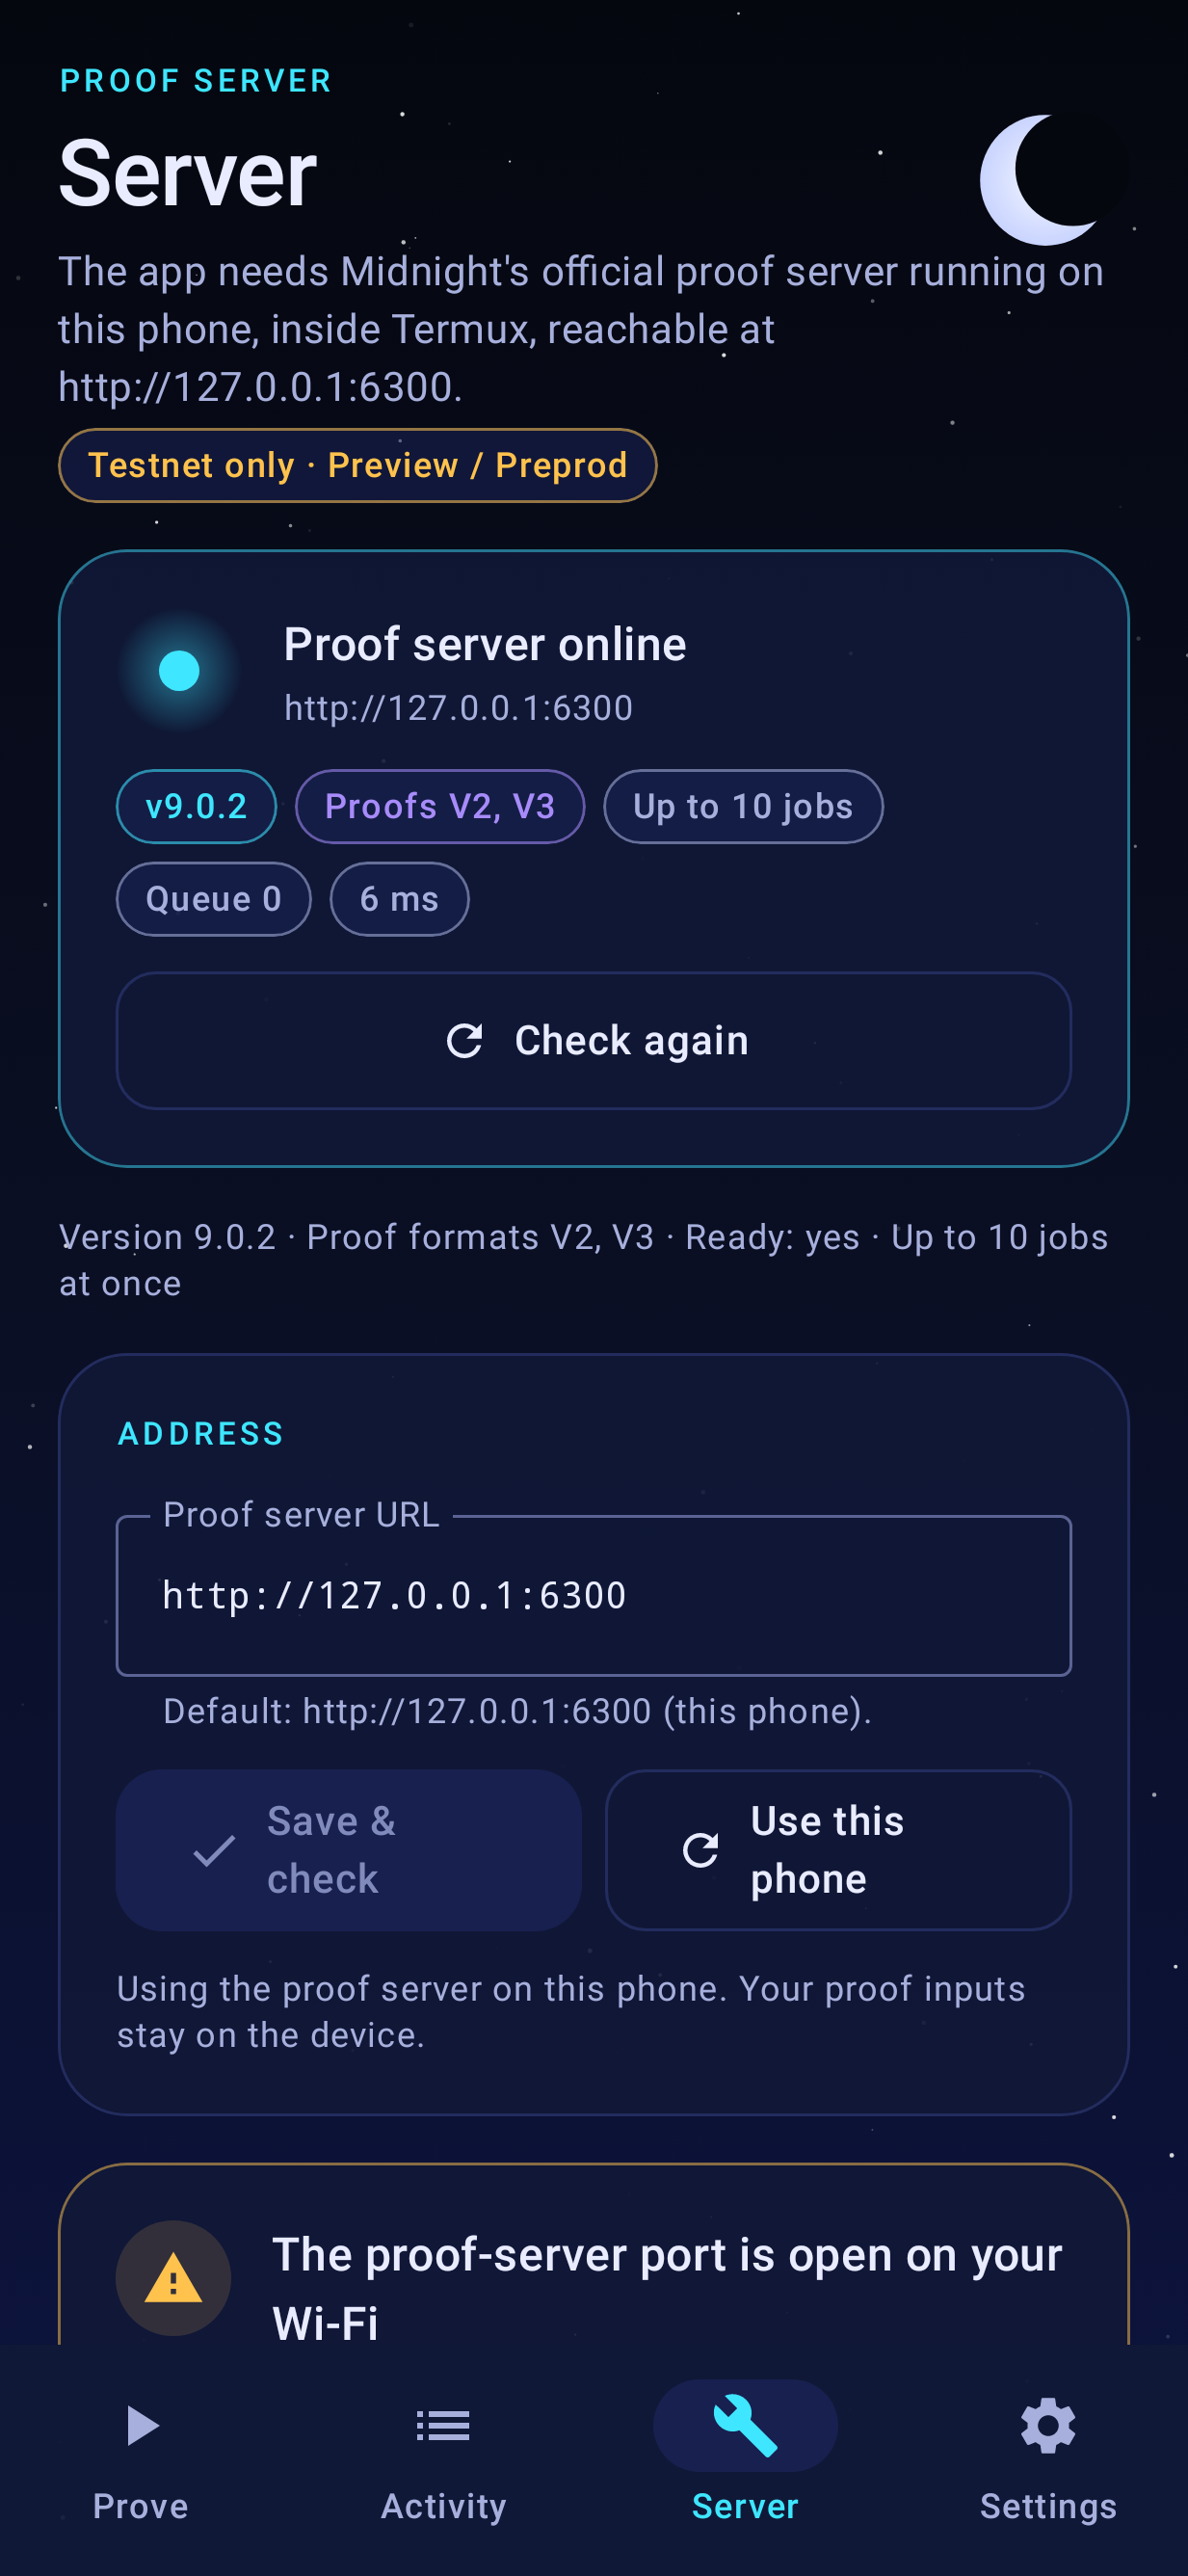 PROOF SERVER
Server
The app needs Midnight's official proof server running on
this phone, inside Termux, reachable at
http://127.0.0.1:6300.
Testnet only · Preview / Preprod
Proof server online
http://127.0.0.1:6300
v9.0.2
Proofs V2, V3
Up to 10 jobs
Queue 0
6 ms
Check again
Version 9.0.2 · Proof formats V2, V3 · Ready: yes · Up to 10 jobs
at once
ADDRESS
Proof server URL
http://127.0.0.1:6300
Default: http://127.0.0.1:6300 (this phone).
Save &
check
Use this
phone
Using the proof server on this phone. Your proof inputs
stay on the device.
The proof-server port is open on your
Wi-Fi
Prove
Activity
Server
Settings